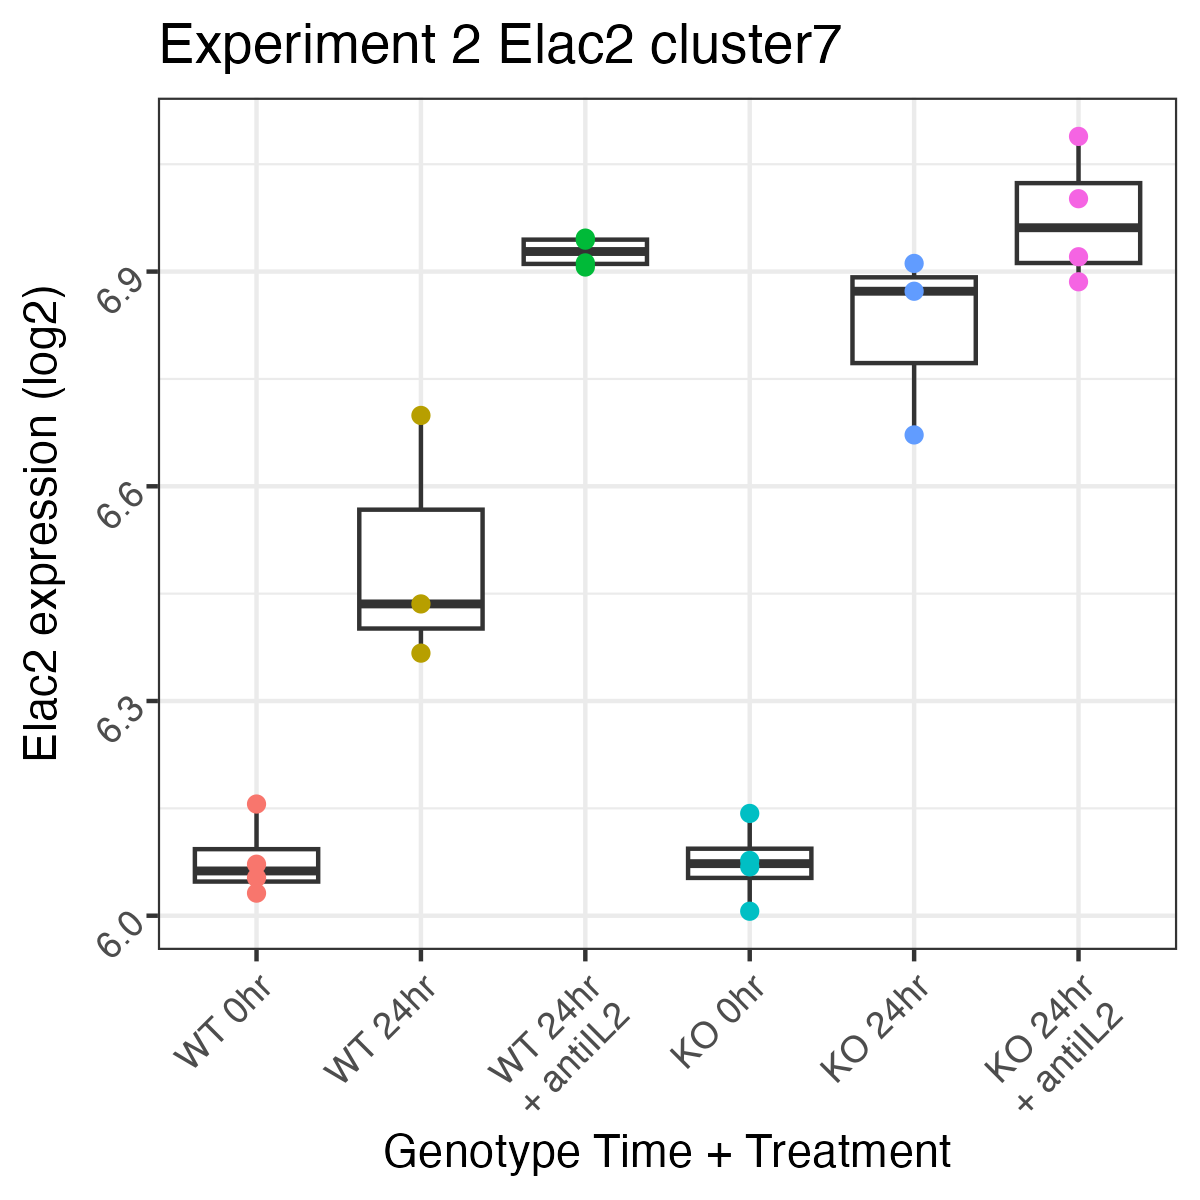 Experiment 2 Elac2 cluster7
Elac2 expression (log2)
6.9
6.6
6.3
6.0
WT 0hr
WT 24hr
WT 24hr
+ antiIL2
KO 0hr
KO 24hr
KO 24hr
+ antiIL2
Genotype Time + Treatment